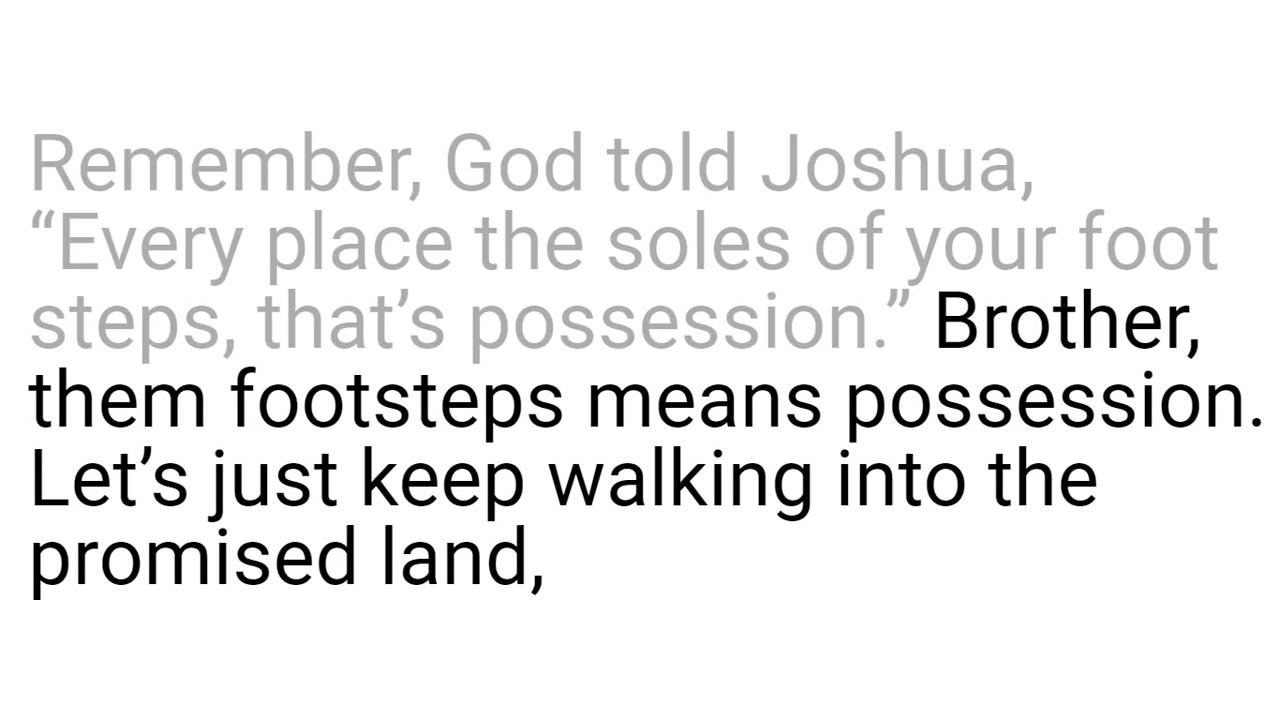 Remember, God told Joshua,
“Every place the soles of your foot
steps, that’s possession.” Brother,
them footsteps means possession.
Let’s just keep walking into the
promised land,